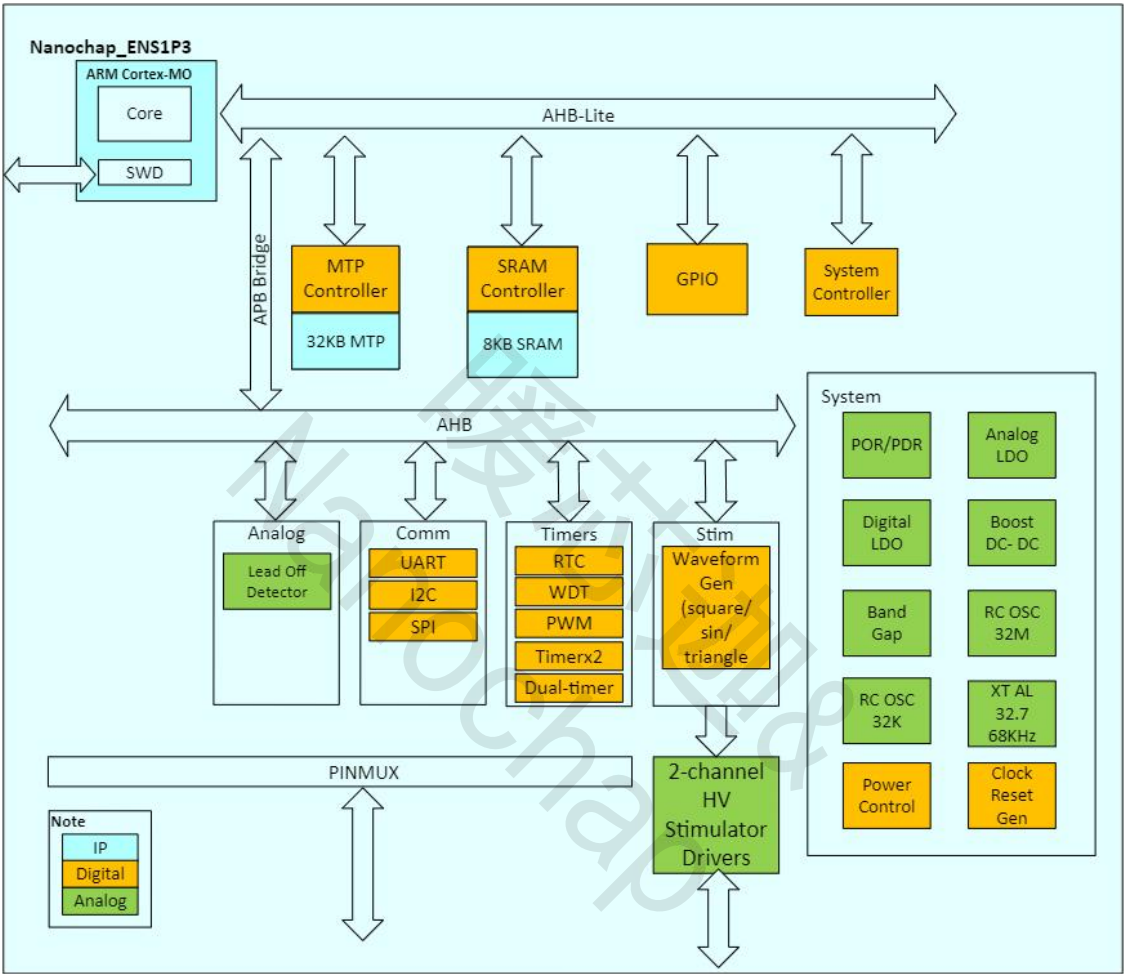 Nanochap_ENS1P3
ARM Cortex-MO
Core
SWD
AHB-Lite
APB Bridge
MTP
Controller
32KB MTP
SRAM
Controller
8KB SRAM
GPIO
System
Controller
AHB
Analog
Lead Off
Detector
Comm
UART
I2C
SPI
Timers
RTC
WDT
PWM
Timerx2
Dual-timer
Stim
Waveform
Gen
(square/
sin/
triangle
2-channel
HV
Stimulator
Drivers
PINMUX
System
POR/PDR
Analog
LDO
Digital
LDO
Boost
DC- DC
Band
Gap
RC OSC
32M
RC OSC
32K
XT AL
32.7
68KHz
Power
Control
Clock
Reset
Gen
Note
IP
Digital
Analog
暖芯迦&
Nanochap